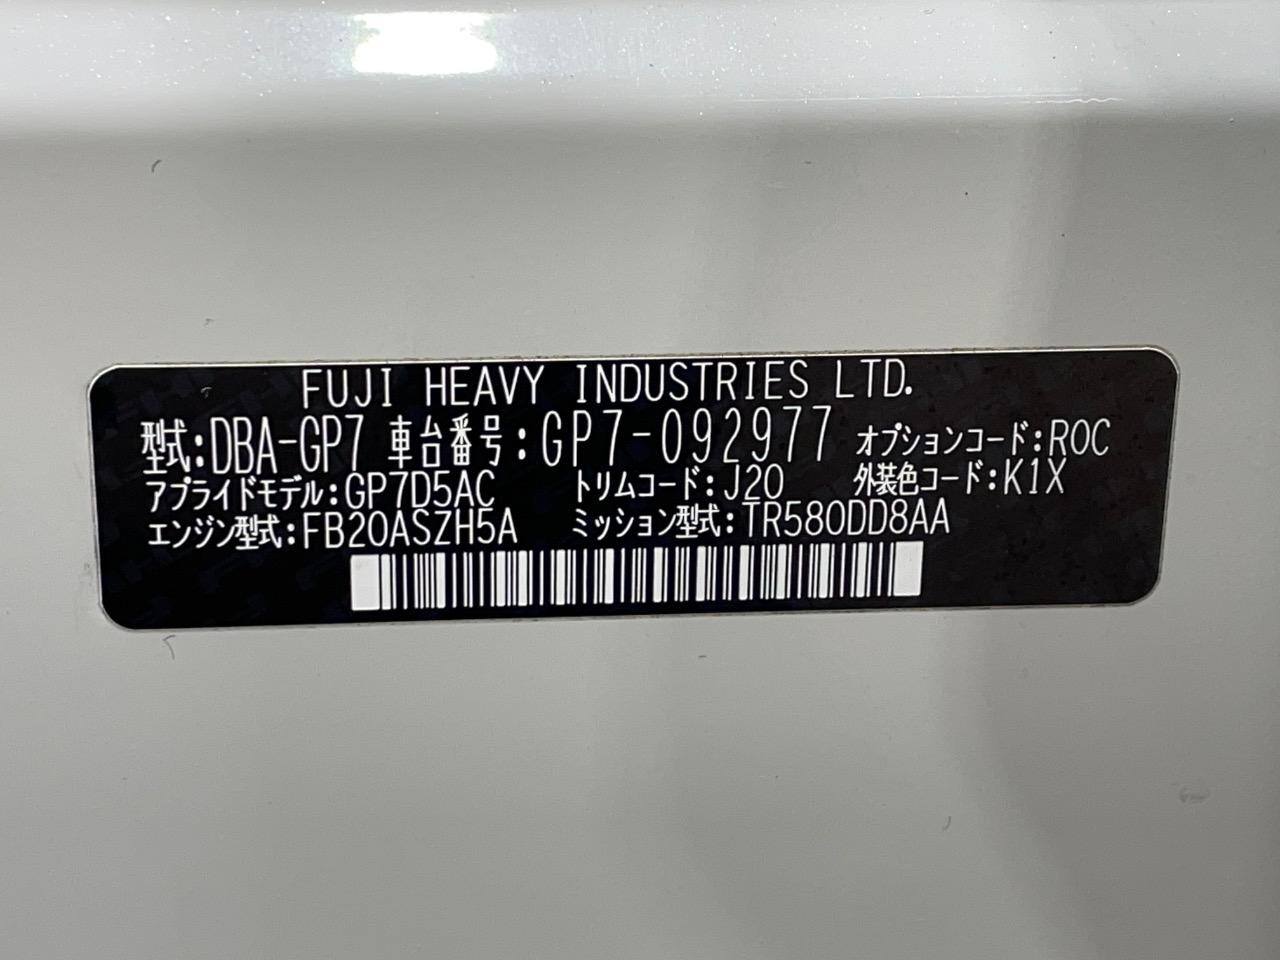 FUJI HEAVY INDUSTRIES LTD.
型式:DBA-GP7 車台番号:GP7-092977 オプションコード:ROC
アプライドモデル:GP7D5AC トリムコード:J20 外装色コード:K1X
エンジン型式:FB20ASZH5A ミッション型式:TR580DD8AA